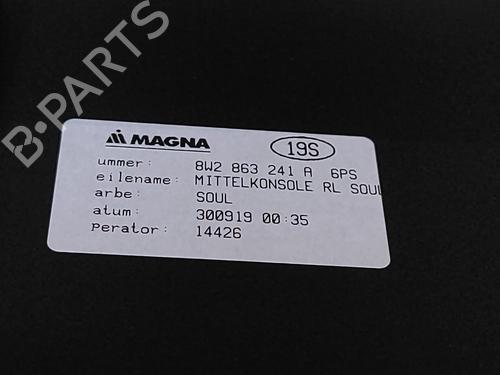 B-PARTS
MAGNA 19S
ummer: 8W2 863 241 A 6PS
eilename: MITTELKONSOLE RL SOUL
arbe: SOUL
atum: 300919 00:35
perator: 14426